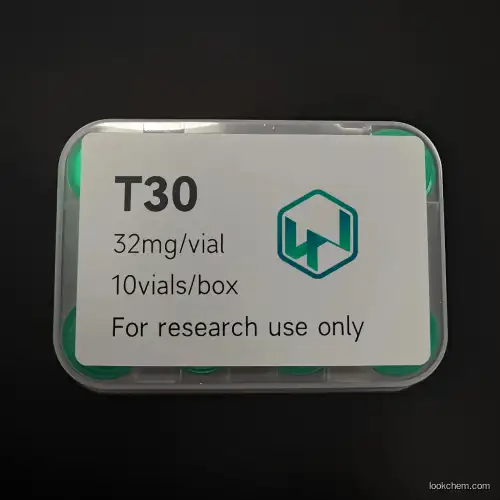 T30
32mg/vial
10vials/box
For research use only
lookchem.com